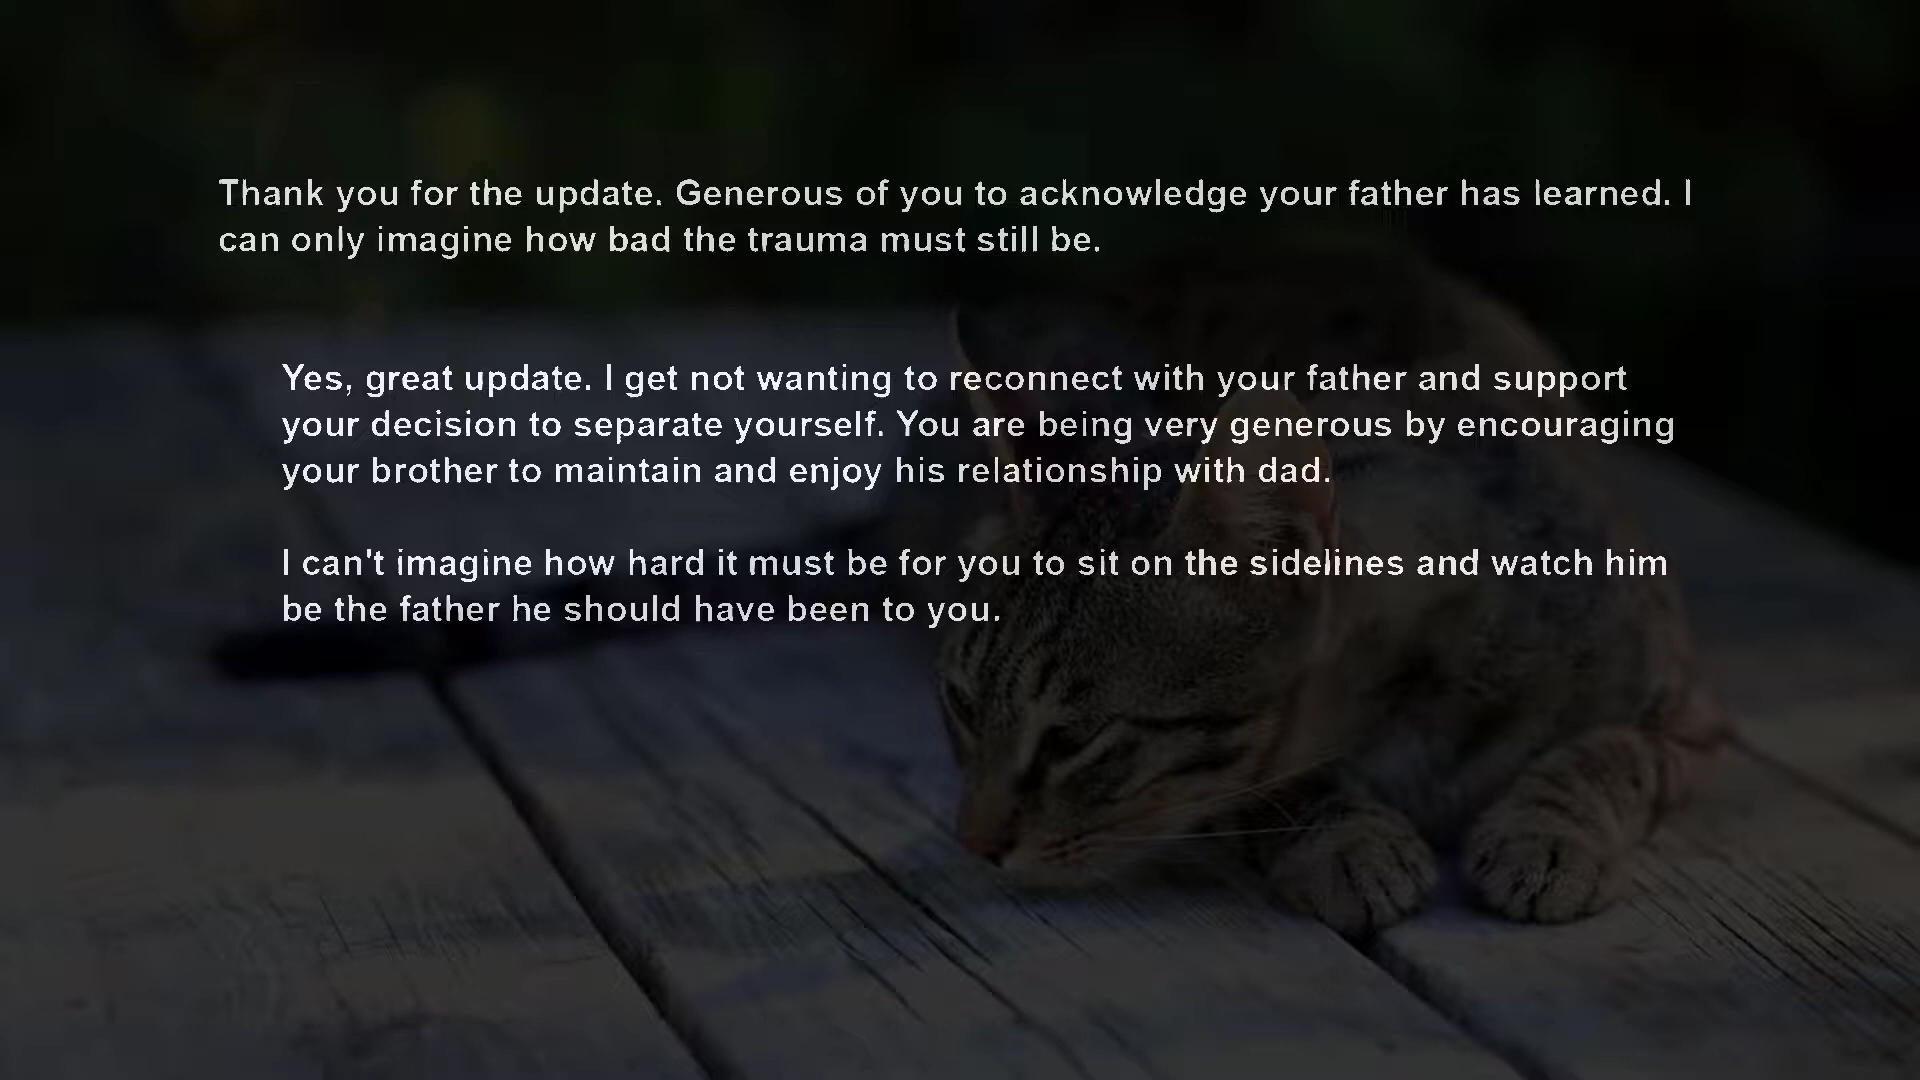 Thank you for the update. Generous of you to acknowledge your father has learned. I
can only imagine how bad the trauma must still be.
Yes, great update. I get not wanting to reconnect with your father and support
your decision to separate yourself. You are being very generous by encouraging
your brother to maintain and enjoy his relationship with dad.
I can't imagine how hard it must be for you to sit on the sidelines and watch him
be the father he should have been to you.